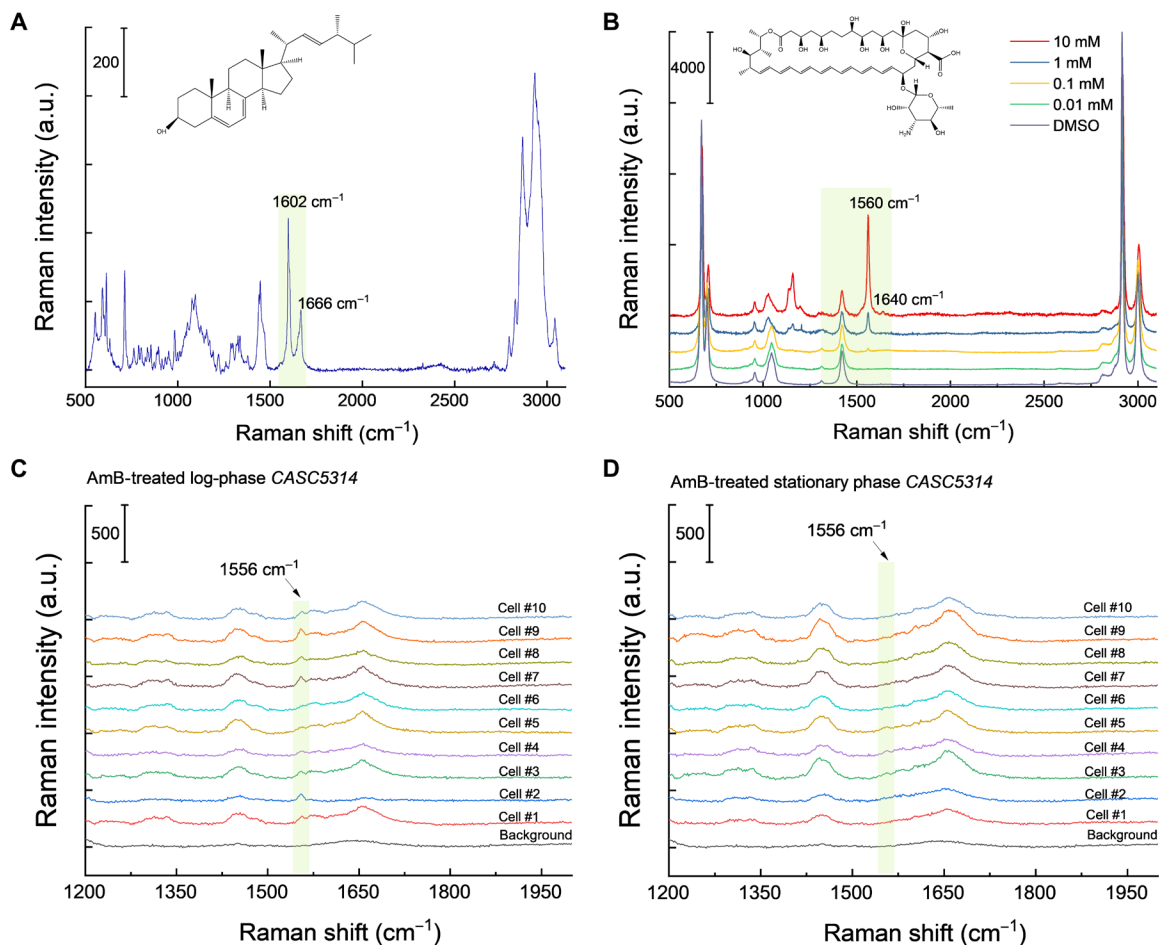 A
200
OH
H
H
H
1602 cm⁻¹
1666 cm⁻¹
Raman intensity (a.u.)
500 1000 1500 2000 2500 3000
Raman shift (cm⁻¹)
B
4000
10 mM
1 mM
0.1 mM
0.01 mM
DMSO
1560 cm⁻¹
1640 cm⁻¹
Raman intensity (a.u.)
500 1000 1500 2000 2500 3000
Raman shift (cm⁻¹)
C
AmB-treated log-phase CASC5314
500
1556 cm⁻¹
Cell #10
Cell #9
Cell #8
Cell #7
Cell #6
Cell #5
Cell #4
Cell #3
Cell #2
Cell #1
Background
Raman intensity (a.u.)
1200 1350 1500 1650 1800 1950
Raman shift (cm⁻¹)
D
AmB-treated stationary phase CASC5314
500
1556 cm⁻¹
Cell #10
Cell #9
Cell #8
Cell #7
Cell #6
Cell #5
Cell #4
Cell #3
Cell #2
Cell #1
Background
Raman intensity (a.u.)
1200 1350 1500 1650 1800 1950
Raman shift (cm⁻¹)